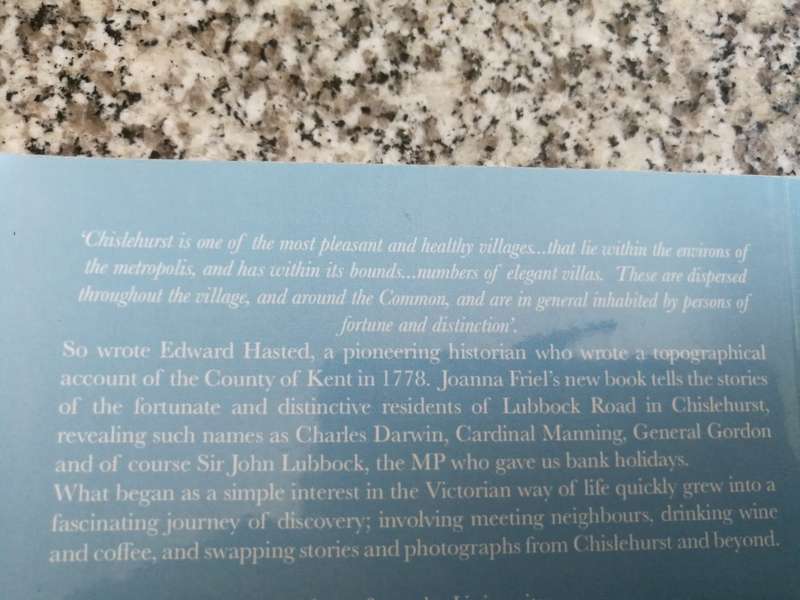 ‘Chislehurst is one of the most pleasant and healthy villages...that lie within the environs of
the metropolis, and has within its bounds...numbers of elegant villas. These are dispersed
throughout the village, and around the Common, and are in general inhabited by persons of
fortune and distinction’.
So wrote Edward Hasted, a pioneering historian who wrote a topographical
account of the County of Kent in 1778. Joanna Friel’s new book tells the stories
of the fortunate and distinctive residents of Lubbock Road in Chislehurst,
revealing such names as Charles Darwin, Cardinal Manning, General Gordon
and of course Sir John Lubbock, the MP who gave us bank holidays.
What began as a simple interest in the Victorian way of life quickly grew into a
fascinating journey of discovery; involving meeting neighbours, drinking wine
and coffee, and swapping stories and photographs from Chislehurst and beyond.
University